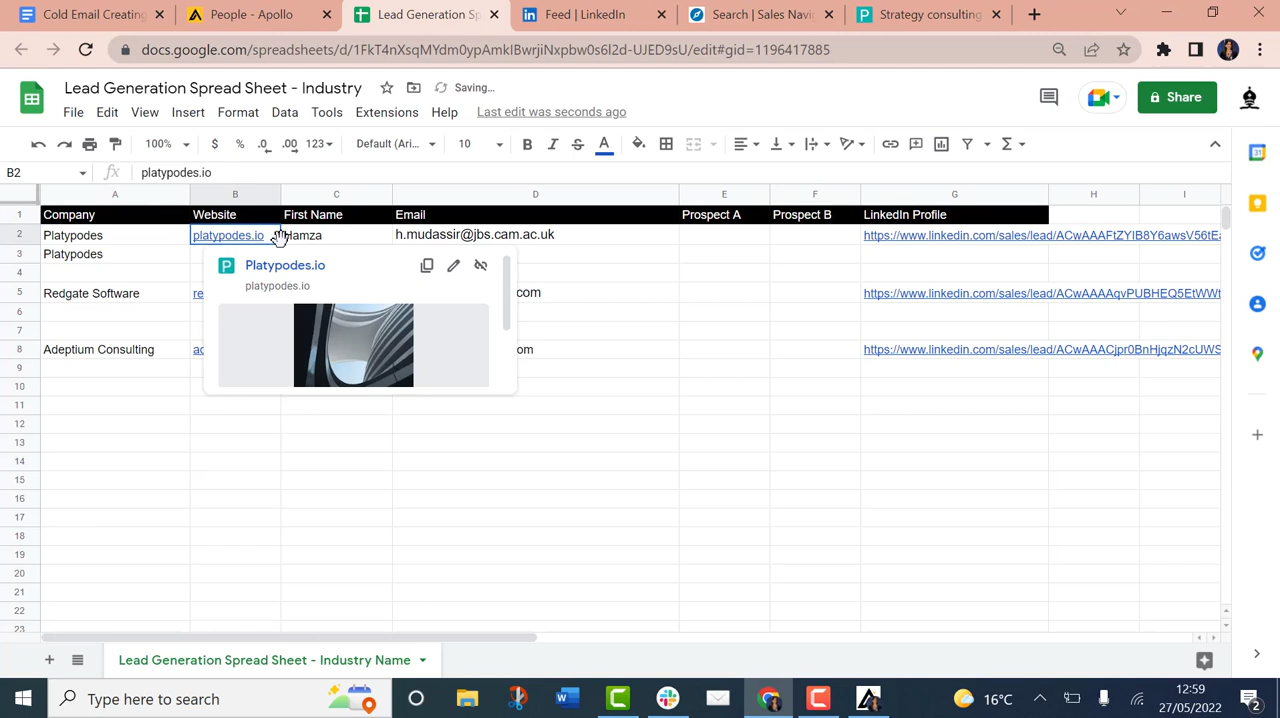 Cold Email Creating
People - Apollo
Lead Generation Sp
Feed | LinkedIn
Search | Sales Navig
Strategy consulting
docs.google.com/spreadsheets/d/1FkT4nXsqMYdm0ypAmkIBwrjiNxpbw0s6I2d-UJED9sU/edit#gid=1196417885
Lead Generation Spread Sheet - Industry
Saving...
File Edit View Insert Format Data Tools Extensions Help Last edit was seconds ago
Share
100% $ % .0 .00 123 Default (Ari... 10 B I S A
B2 fx platypodes.io
A B C D E F G H I
1 Company Website First Name Email Prospect A Prospect B LinkedIn Profile
2 Platypodes platypodes.io Hamza h.mudassir@jbs.cam.ac.uk https://www.linkedin.com/sales/lead/ACwAAAFtZYIB8Y6awsV56tEa
3 Platypodes
Platypodes.io
4
platypodes.io
5 Redgate Software re com https://www.linkedin.com/sales/lead/ACwAAAAqvPUBHEQ5EtWWt
6
7
8 Adeptium Consulting ac om https://www.linkedin.com/sales/lead/ACwAAACjpr0BnHjqzN2cUWS
9
10
11
12
13
14
15
16
17
18
19
20
21
22
23
Lead Generation Spread Sheet - Industry Name
Type here to search
16°C
12:59
27/05/2022
2